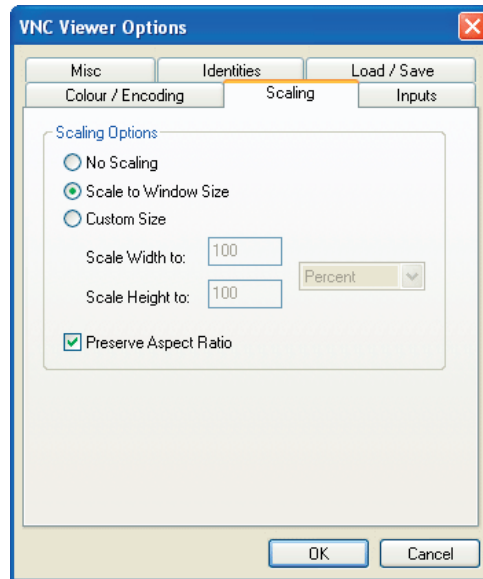 VNC Viewer Options
Misc Identities Load / Save
Colour / Encoding Scaling Inputs
Scaling Options
No Scaling
Scale to Window Size
Custom Size
Scale Width to: 100
Percent
Scale Height to: 100
Preserve Aspect Ratio
OK Cancel